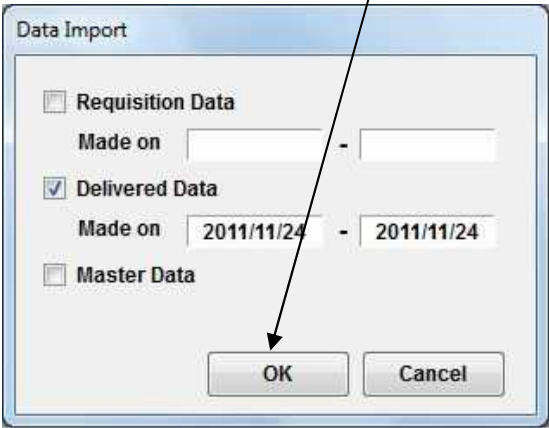 Data Import
Requisition Data
Made on -
Delivered Data
Made on 2011/11/24 - 2011/11/24
Master Data
OK Cancel